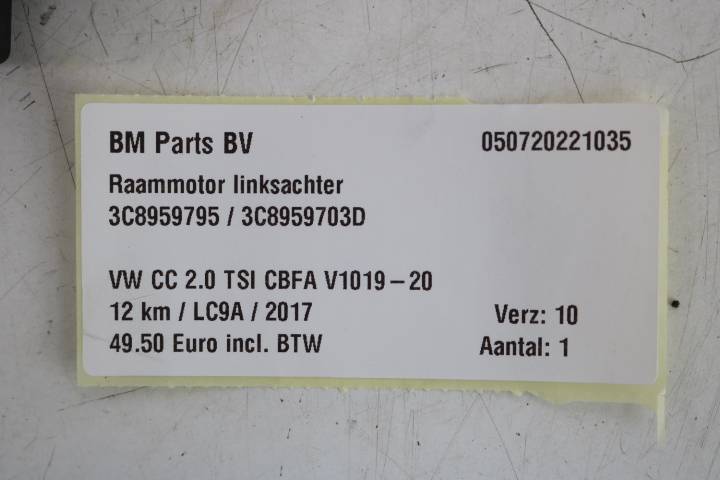 BM Parts BV 050720221035
Raammotor linksachter
3C8959795 / 3C8959703D
VW CC 2.0 TSI CBFA V1019-20
12 km / LC9A / 2017 Verz: 10
49.50 Euro incl. BTW Aantal: 1